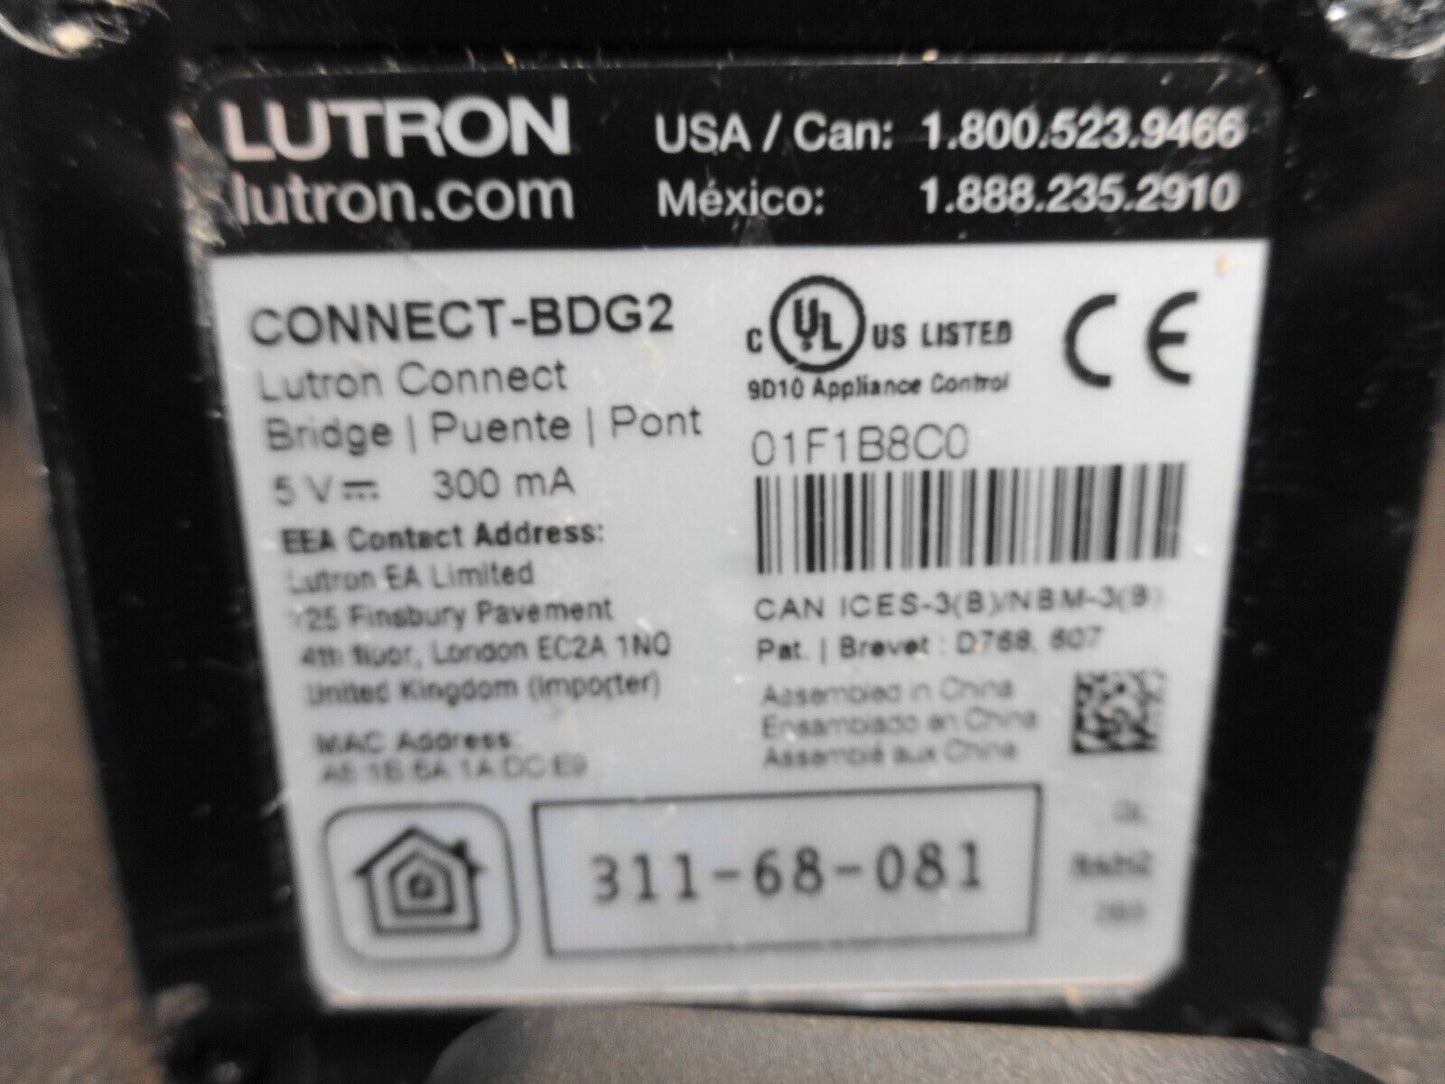 LUTRON
lutron.com
USA / Can: 1.800.523.9466
México: 1.888.235.2910
CONNECT-BDG2
Lutron Connect
Bridge | Puente | Pont
5 V 300 mA
EEA Contact Address:
Lutron EA Limited
125 Finsbury Pavement
4th floor, London EC2A 1NQ
United Kingdom (Importer)
MAC Address:
C UL US LISTED
9D10 Appliance Control
CE
01F1B8C0
CAN ICES-3(B)/NBM-3(B)
Pat. | Brevet : D768, 607
Assembled in China
Ensamblado en China
Assemblé aux China
311-68-081